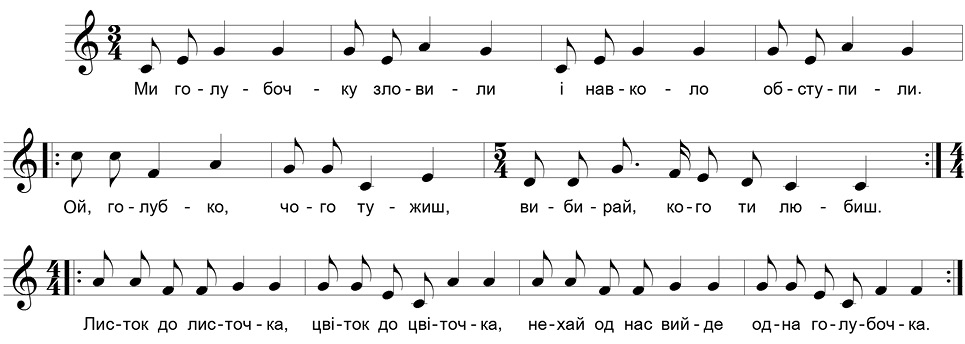 Ми го-лу-боч-ку зло-ви-ли і нав-ко-ло об-сту-пи-ли.
Ой, го-луб-ко, чо-го ту-жиш, ви-би-рай, ко-го ти лю-биш.
Лис-ток до лис-точ-ка, цві-ток до цві-точ-ка, не-хай од нас вий-де од-на го-лу-боч-ка.